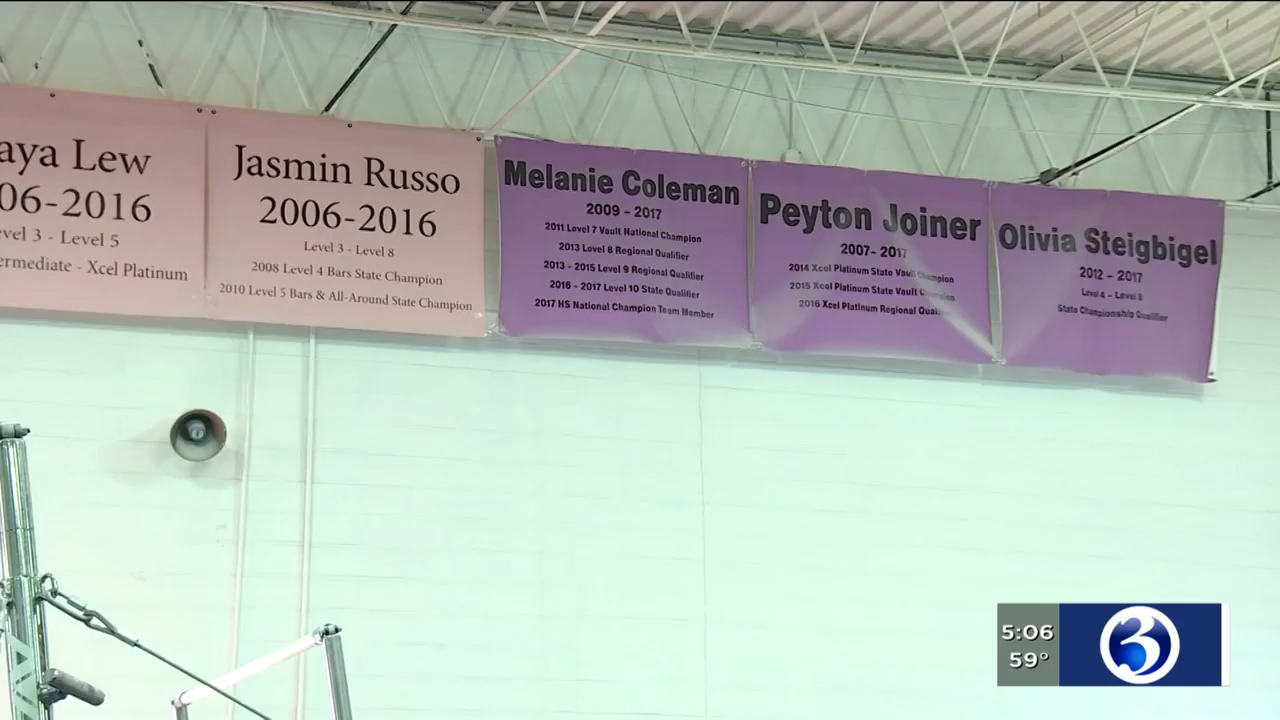 aya Lew
06-2016
evel 3 - Level 5
ermediate - Xcel Platinum
Jasmin Russo
2006-2016
Level 3 - Level 8
2008 Level 4 Bars State Champion
2010 Level 5 Bars & All-Around State Champion
Melanie Coleman
2009 - 2017
2011 Level 7 Vault National Champion
2013 Level 8 Regional Qualifier
2013 - 2015 Level 9 Regional Qualifier
2016 - 2017 Level 10 State Qualifier
2017 HS National Champion Team Member
Peyton Joiner
2007- 2017
2014 Xcel Platinum State Vault Champion
2015 Xcel Platinum State Vault Champion
2016 Xcel Platinum Regional
Olivia Steigbigel
2012 - 2017
Level 4 - Level 8
State Championship Qualifier
5:06
59°
3